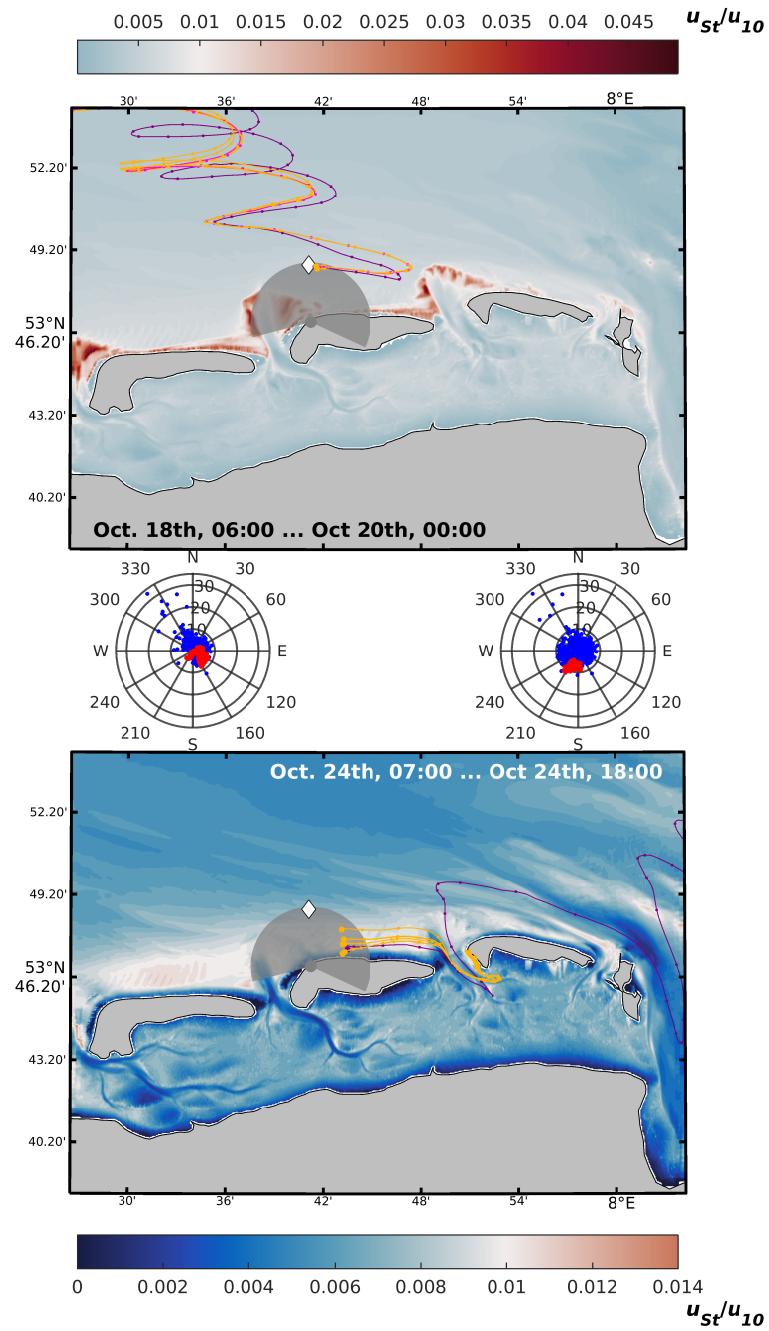 0.005 0.01 0.015 0.02 0.025 0.03 0.035 0.04 0.045 uSt/u10
30' 36' 42' 48' 54' 8°E
52.20'
49.20'
53°N
46.20'
43.20'
40.20'
Oct. 18th, 06:00 ... Oct 20th, 00:00
N N
330 30 330 30
300 30 60 300 30 60
20 20
10 10
W E W E
240 120 240 120
210 160 210 160
S S
Oct. 24th, 07:00 ... Oct 24th, 18:00
52.20'
49.20'
53°N
46.20'
43.20'
40.20'
30' 36' 42' 48' 54' 8°E
0 0.002 0.004 0.006 0.008 0.01 0.012 0.014
uSt/u10